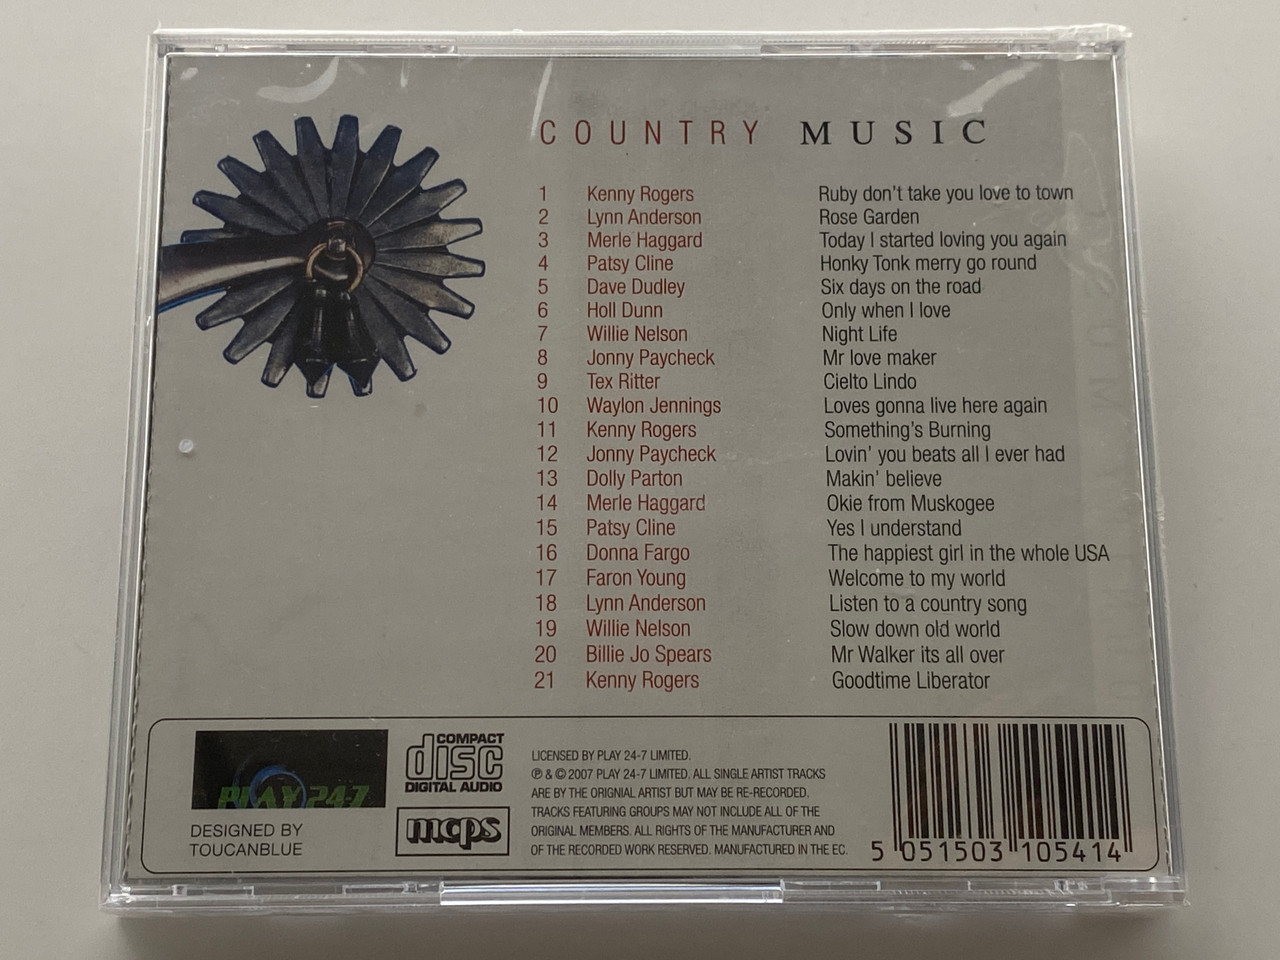 COUNTRY MUSIC
1 Kenny Rogers Ruby don't take you love to town
2 Lynn Anderson Rose Garden
3 Merle Haggard Today I started loving you again
4 Patsy Cline Honky Tonk merry go round
5 Dave Dudley Six days on the road
6 Holl Dunn Only when I love
7 Willie Nelson Night Life
8 Jonny Paycheck Mr love maker
9 Tex Ritter Cielto Lindo
10 Waylon Jennings Loves gonna live here again
11 Kenny Rogers Something's Burning
12 Jonny Paycheck Lovin' you beats all I ever had
13 Dolly Parton Makin' believe
14 Merle Haggard Okie from Muskogee
15 Patsy Cline Yes I understand
16 Donna Fargo The happiest girl in the whole USA
17 Faron Young Welcome to my world
18 Lynn Anderson Listen to a country song
19 Willie Nelson Slow down old world
20 Billie Jo Spears Mr Walker its all over
21 Kenny Rogers Goodtime Liberator
PLAY 24-7
DESIGNED BY
TOUCANBLUE
COMPACT
disc
DIGITAL AUDIO
mcps
LICENSED BY PLAY 24-7 LIMITED.
℗ & © 2007 PLAY 24-7 LIMITED. ALL SINGLE ARTIST TRACKS
ARE BY THE ORIGNIAL ARTIST BUT MAY BE RE-RECORDED.
TRACKS FEATURING GROUPS MAY NOT INCLUDE ALL OF THE
ORIGINAL MEMBERS. ALL RIGHTS OF THE MANUFACTURER AND
OF THE RECORDED WORK RESERVED. MANUFACTURED IN THE EC.
5 051503 105414